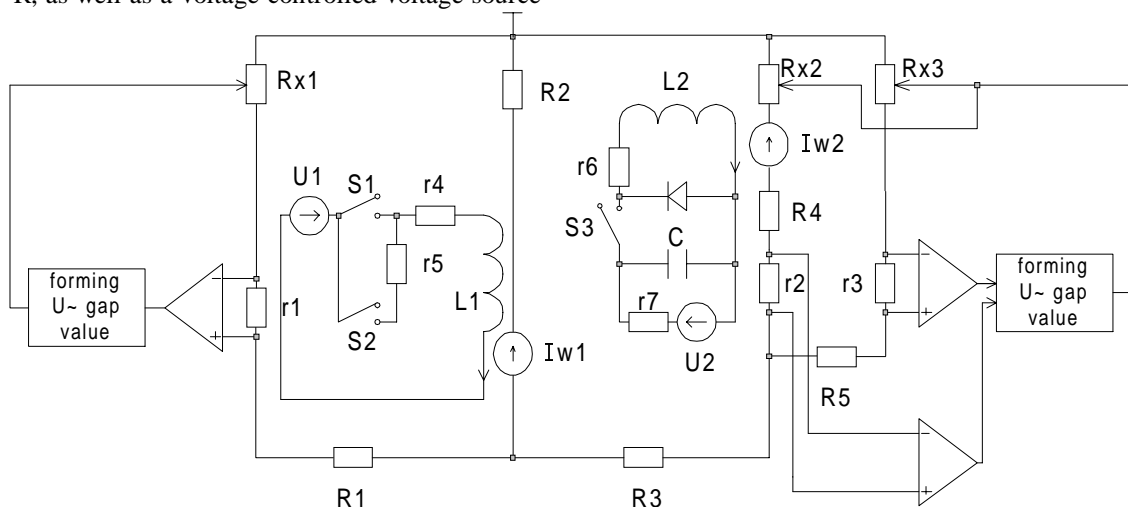 R, as well as a voltage controlled voltage source
Rx1
R2
L2
Rx2
Rx3
r6
Iw2
U1
S1
r4
S3
R4
r5
C
forming
U~ gap
value
r1
L1
r2
r3
forming
U~ gap
value
S2
Iw1
r7
U2
R5
R1
R3